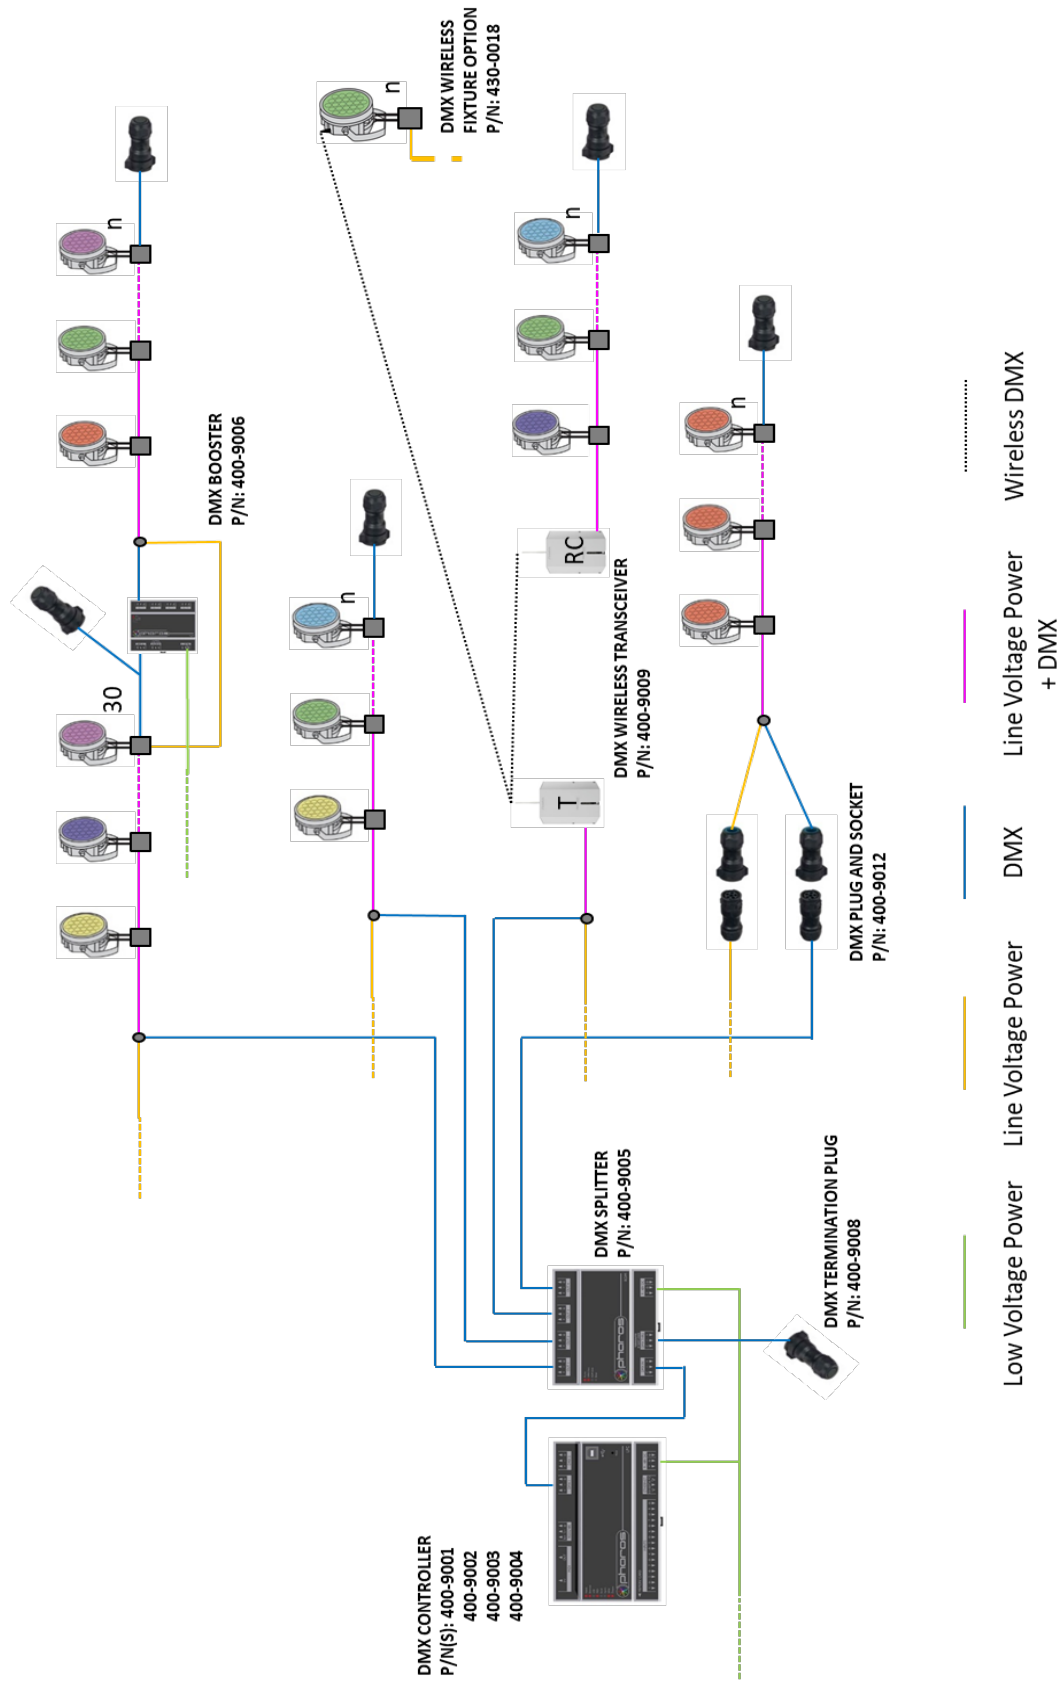 DMX CONTROLLER
P/N(S): 400-9001
400-9002
400-9003
400-9004
pharos
DMX SPLITTER
P/N: 400-9005
pharos
DMX TERMINATION PLUG
P/N: 400-9008
30
DMX BOOSTER
P/N: 400-9006
n
n
T
RC
DMX WIRELESS TRANSCEIVER
P/N: 400-9009
n
DMX WIRELESS
FIXTURE OPTION
P/N: 430-0018
n
DMX PLUG AND SOCKET
P/N: 400-9012
n
Low Voltage Power
Line Voltage Power
DMX
Line Voltage Power
+ DMX
Wireless DMX